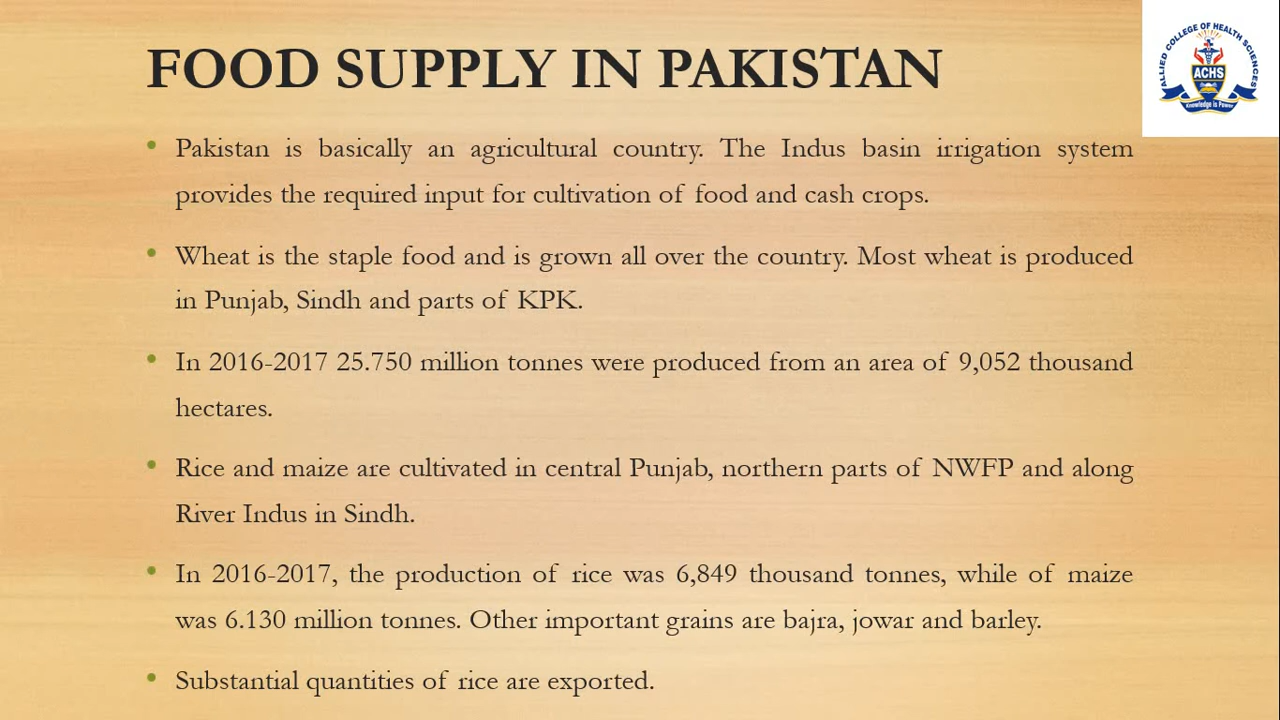 FOOD SUPPLY IN PAKISTAN
ALLIED COLLEGE OF HEALTH SCIENCES
ACHS
Knowledge is Power
• Pakistan is basically an agricultural country. The Indus basin irrigation system
provides the required input for cultivation of food and cash crops.
• Wheat is the staple food and is grown all over the country. Most wheat is produced
in Punjab, Sindh and parts of KPK.
• In 2016-2017 25.750 million tonnes were produced from an area of 9,052 thousand
hectares.
• Rice and maize are cultivated in central Punjab, northern parts of NWFP and along
River Indus in Sindh.
• In 2016-2017, the production of rice was 6,849 thousand tonnes, while of maize
was 6.130 million tonnes. Other important grains are bajra, jowar and barley.
• Substantial quantities of rice are exported.